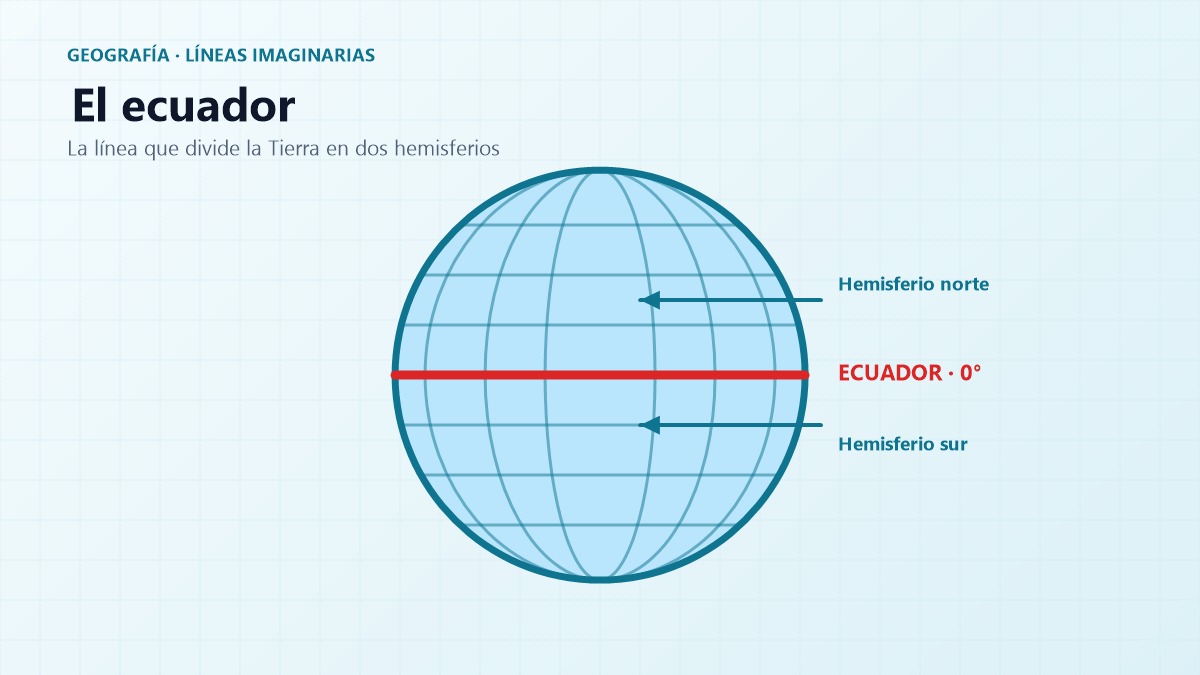 GEOGRAFÍA · LÍNEAS IMAGINARIAS
El ecuador
La línea que divide la Tierra en dos hemisferios
Hemisferio norte
ECUADOR · 0°
Hemisferio sur